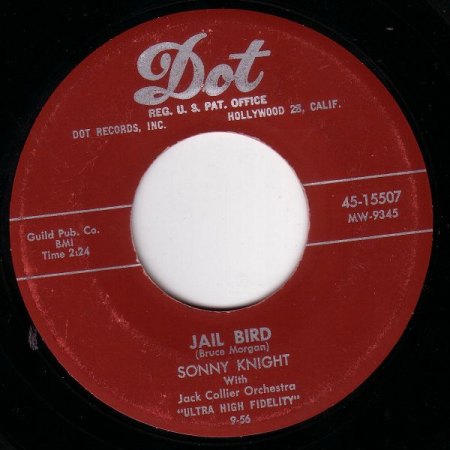 Dot
REG. U. S. PAT. OFFICE
DOT RECORDS, INC.
HOLLYWOOD 28, CALIF.
45-15507
MW-9345
Guild Pub. Co.
BMI
Time 2:24
JAIL BIRD
(Bruce Morgan)
SONNY KNIGHT
With
Jack Collier Orchestra
"ULTRA HIGH FIDELITY"
9-56